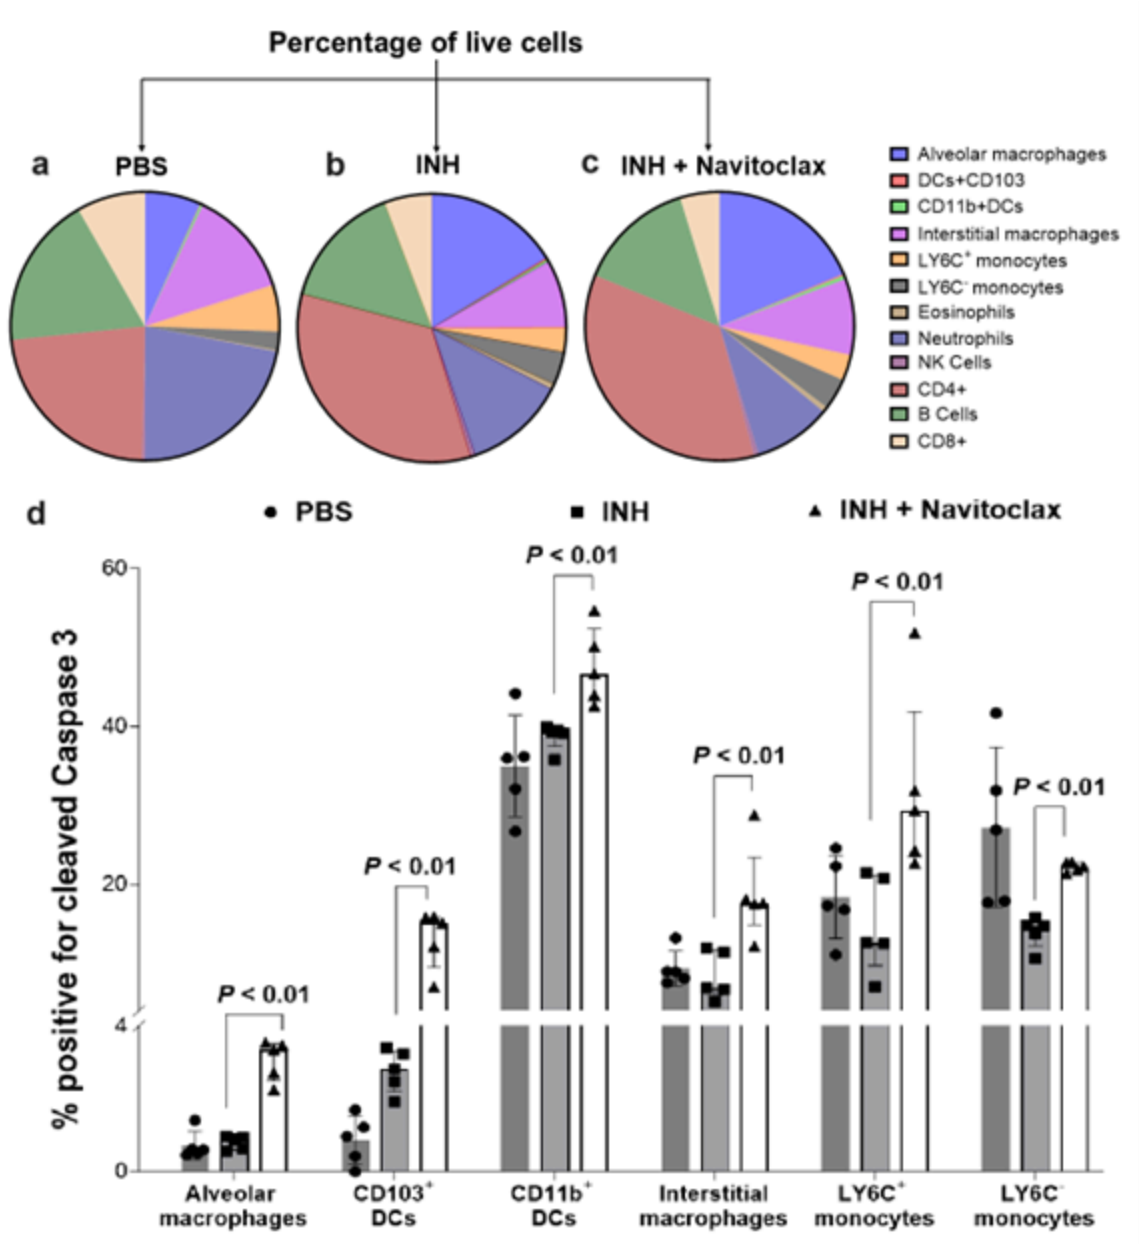 Percentage of live cells
a PBS
b INH
c INH + Navitoclax
Alveolar macrophages
DCs+CD103
CD11b+DCs
Interstitial macrophages
LY6C⁺ monocytes
LY6C⁻ monocytes
Eosinophils
Neutrophils
NK Cells
CD4+
B Cells
CD8+
d
PBS
INH
INH + Navitoclax
% positive for cleaved Caspase 3
60
40
20
4
0
P < 0.01
P < 0.01
P < 0.01
P < 0.01
P < 0.01
P < 0.01
Alveolar
macrophages
CD103⁺
DCs
CD11b⁺
DCs
Interstitial
macrophages
LY6C⁺
monocytes
LY6C⁻
monocytes